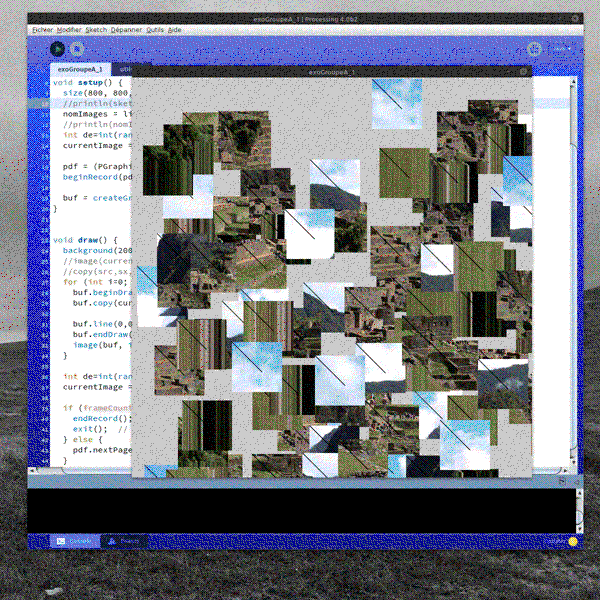 exoGroupeA_1 | Processing 4.0b2
Fichier Modifier Sketch Dépanner Outils Aide
exoGroupeA_1
exoGroupeA_1
void setup() {
size(800, 800,
//println(sket
nomImages = li
//println(nomI
int de=int(ran
currentImage =
pdf = (PGraphi
beginRecord(pd
buf = createGr
}
void draw() {
background(200
//image(curren
//copy(src,sx,
for (int i=0;
buf.beginDra
buf.copy(cur
buf.line(0,0
buf.endDraw(
image(buf, i
}
int de=int(ran
currentImage =
if (frameCount
endRecord();
exit(); //
} else {
pdf.nextPage
}
Console